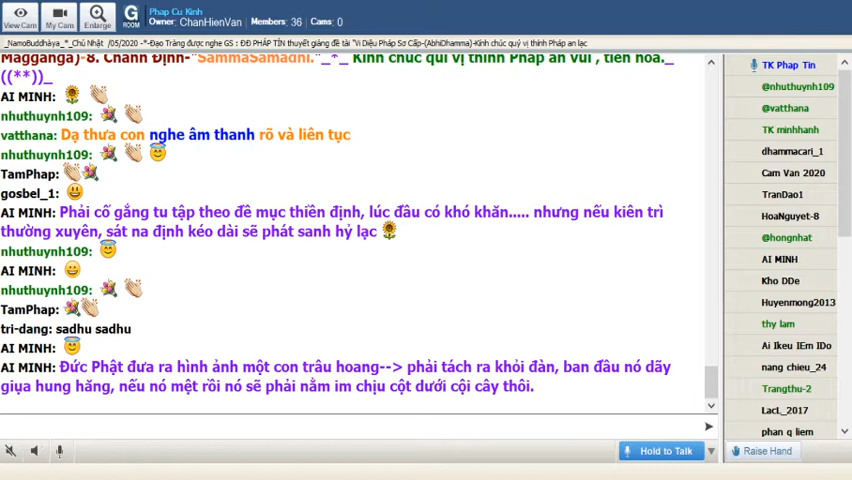 View Cam
My Cam
Enlarge
G
ROOM
Phap Cu Kinh
Owner: ChanHienVan Members: 36 Cams: 0
_NamoBuddhàya_*_Chủ Nhật /05/2020 -*-Đạo Tràng được nghe GS : ĐĐ PHÁP TÍN thuyết giảng đề tài "Vi Diệu Pháp Sơ Cấp-(AbhiDhamma)-Kính chúc quý vị thính Pháp an lạc
Magganga)-8. Chánh Định-"SammaSamadhi."_*_ Kính chúc quí vị thính Pháp an vui , tiến hóa._
((**))_
AI MINH:
nhuthuynh109:
vatthana: Dạ thưa con nghe âm thanh rõ và liên tục
nhuthuynh109:
TamPhap:
gosbel_1:
AI MINH: Phải cố gắng tu tập theo đề mục thiền định, lúc đầu có khó khăn..... nhưng nếu kiên trì
thường xuyên, sát na định kéo dài sẽ phát sanh hỷ lạc
nhuthuynh109:
AI MINH:
nhuthuynh109:
TamPhap:
tri-dang: sadhu sadhu
AI MINH:
AI MINH: Đức Phật đưa ra hình ảnh một con trâu hoang--> phải tách ra khỏi đàn, ban đầu nó dãy
giụa hung hăng, nếu nó mệt rồi nó sẽ phải nằm im chịu cột dưới cội cây thôi.
Hold to Talk
TK Phap Tin
@nhuthuynh109
@vatthana
TK minhhanh
dhammacari_1
Cam Van 2020
TranDao1
HoaNguyet-8
@hongnhat
AI MINH
Kho DDe
Huyenmong2013
thy lam
Ai Ikeu IEm IDo
nang chieu_24
Trangthu-2
LacL_2017
phan q liem
Raise Hand